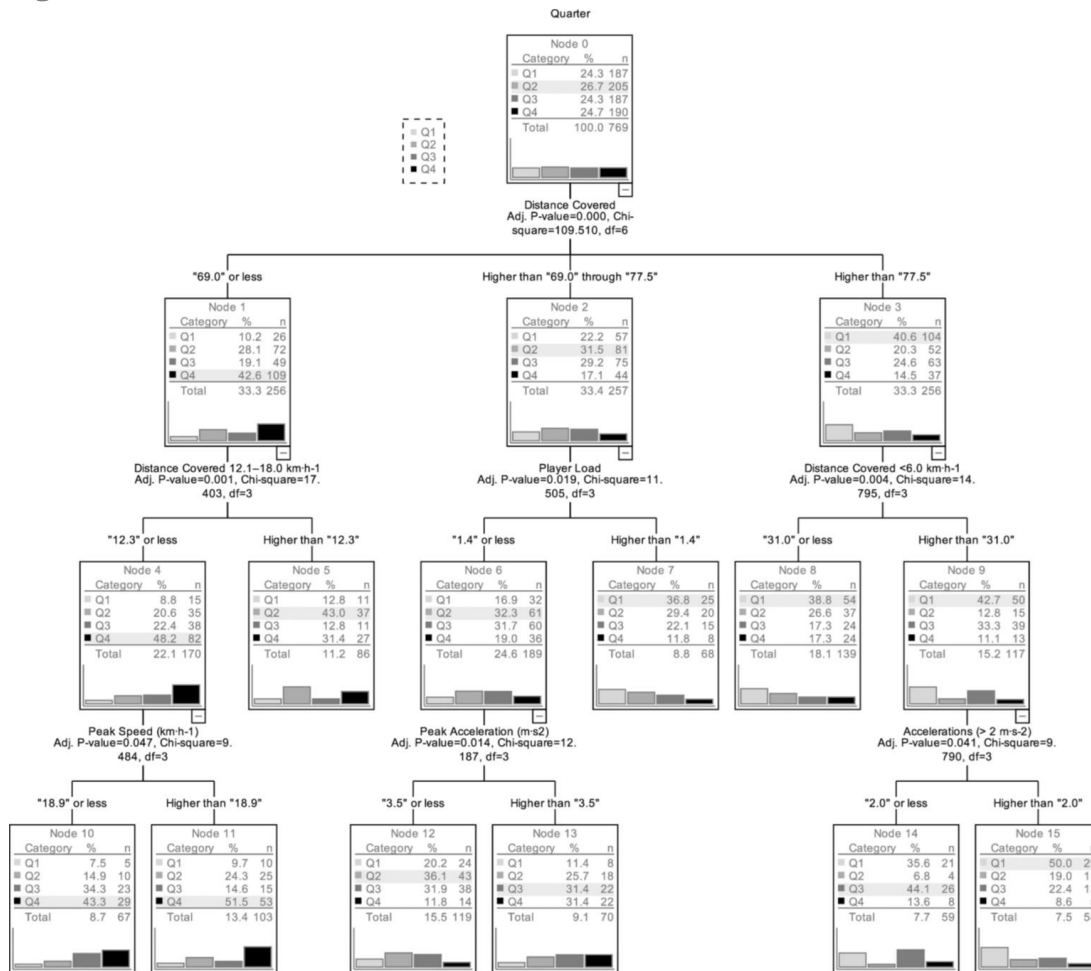 Quarter
Node 0
Category % n
Q1 24.3 187
Q2 26.7 205
Q3 24.3 187
Q4 24.7 190
Total 100.0 769
Q1
Q2
Q3
Q4
Distance Covered
Adj. P-value=0.000, Chi-
square=109.510, df=6
"69.0" or less
Higher than "69.0" through "77.5"
Higher than "77.5"
Node 1
Category % n
Q1 10.2 26
Q2 28.1 72
Q3 19.1 49
Q4 42.6 109
Total 33.3 256
Node 2
Category % n
Q1 22.2 57
Q2 31.5 81
Q3 29.2 75
Q4 17.1 44
Total 33.4 257
Node 3
Category % n
Q1 40.6 104
Q2 20.3 52
Q3 24.6 63
Q4 14.5 37
Total 33.3 256
Distance Covered 12.1–18.0 km·h-1
Adj. P-value=0.001, Chi-square=17.
403, df=3
Player Load
Adj. P-value=0.019, Chi-square=11.
505, df=3
Distance Covered <6.0 km·h-1
Adj. P-value=0.004, Chi-square=14.
795, df=3
"12.3" or less
Higher than "12.3"
"1.4" or less
Higher than "1.4"
"31.0" or less
Higher than "31.0"
Node 4
Category % n
Q1 8.8 15
Q2 20.6 35
Q3 22.4 38
Q4 48.2 82
Total 22.1 170
Node 5
Category % n
Q1 12.8 11
Q2 43.0 37
Q3 12.8 11
Q4 31.4 27
Total 11.2 86
Node 6
Category % n
Q1 16.9 32
Q2 32.3 61
Q3 31.7 60
Q4 19.0 36
Total 24.6 189
Node 7
Category % n
Q1 36.8 25
Q2 29.4 20
Q3 22.1 15
Q4 11.8 8
Total 8.8 68
Node 8
Category % n
Q1 38.8 54
Q2 26.6 37
Q3 17.3 24
Q4 17.3 24
Total 18.1 139
Node 9
Category % n
Q1 42.7 50
Q2 12.8 15
Q3 33.3 39
Q4 11.1 13
Total 15.2 117
Peak Speed (km·h-1)
Adj. P-value=0.047, Chi-square=9.
484, df=3
Peak Acceleration (m·s2)
Adj. P-value=0.014, Chi-square=12.
187, df=3
Accelerations (> 2 m·s-2)
Adj. P-value=0.041, Chi-square=9.
790, df=3
"18.9" or less
Higher than "18.9"
"3.5" or less
Higher than "3.5"
"2.0" or less
Higher than "2.0"
Node 10
Category % n
Q1 7.5 5
Q2 14.9 10
Q3 34.3 23
Q4 43.3 29
Total 8.7 67
Node 11
Category % n
Q1 9.7 10
Q2 24.3 25
Q3 14.6 15
Q4 51.5 53
Total 13.4 103
Node 12
Category % n
Q1 20.2 24
Q2 36.1 43
Q3 31.9 38
Q4 11.8 14
Total 15.5 119
Node 13
Category % n
Q1 11.4 8
Q2 25.7 18
Q3 31.4 22
Q4 31.4 22
Total 9.1 70
Node 14
Category % n
Q1 35.6 21
Q2 6.8 4
Q3 44.1 26
Q4 13.6 8
Total 7.7 59
Node 15
Category %
Q1 50.0
Q2 19.0
Q3 22.4
Q4 8.6
Total 7.5